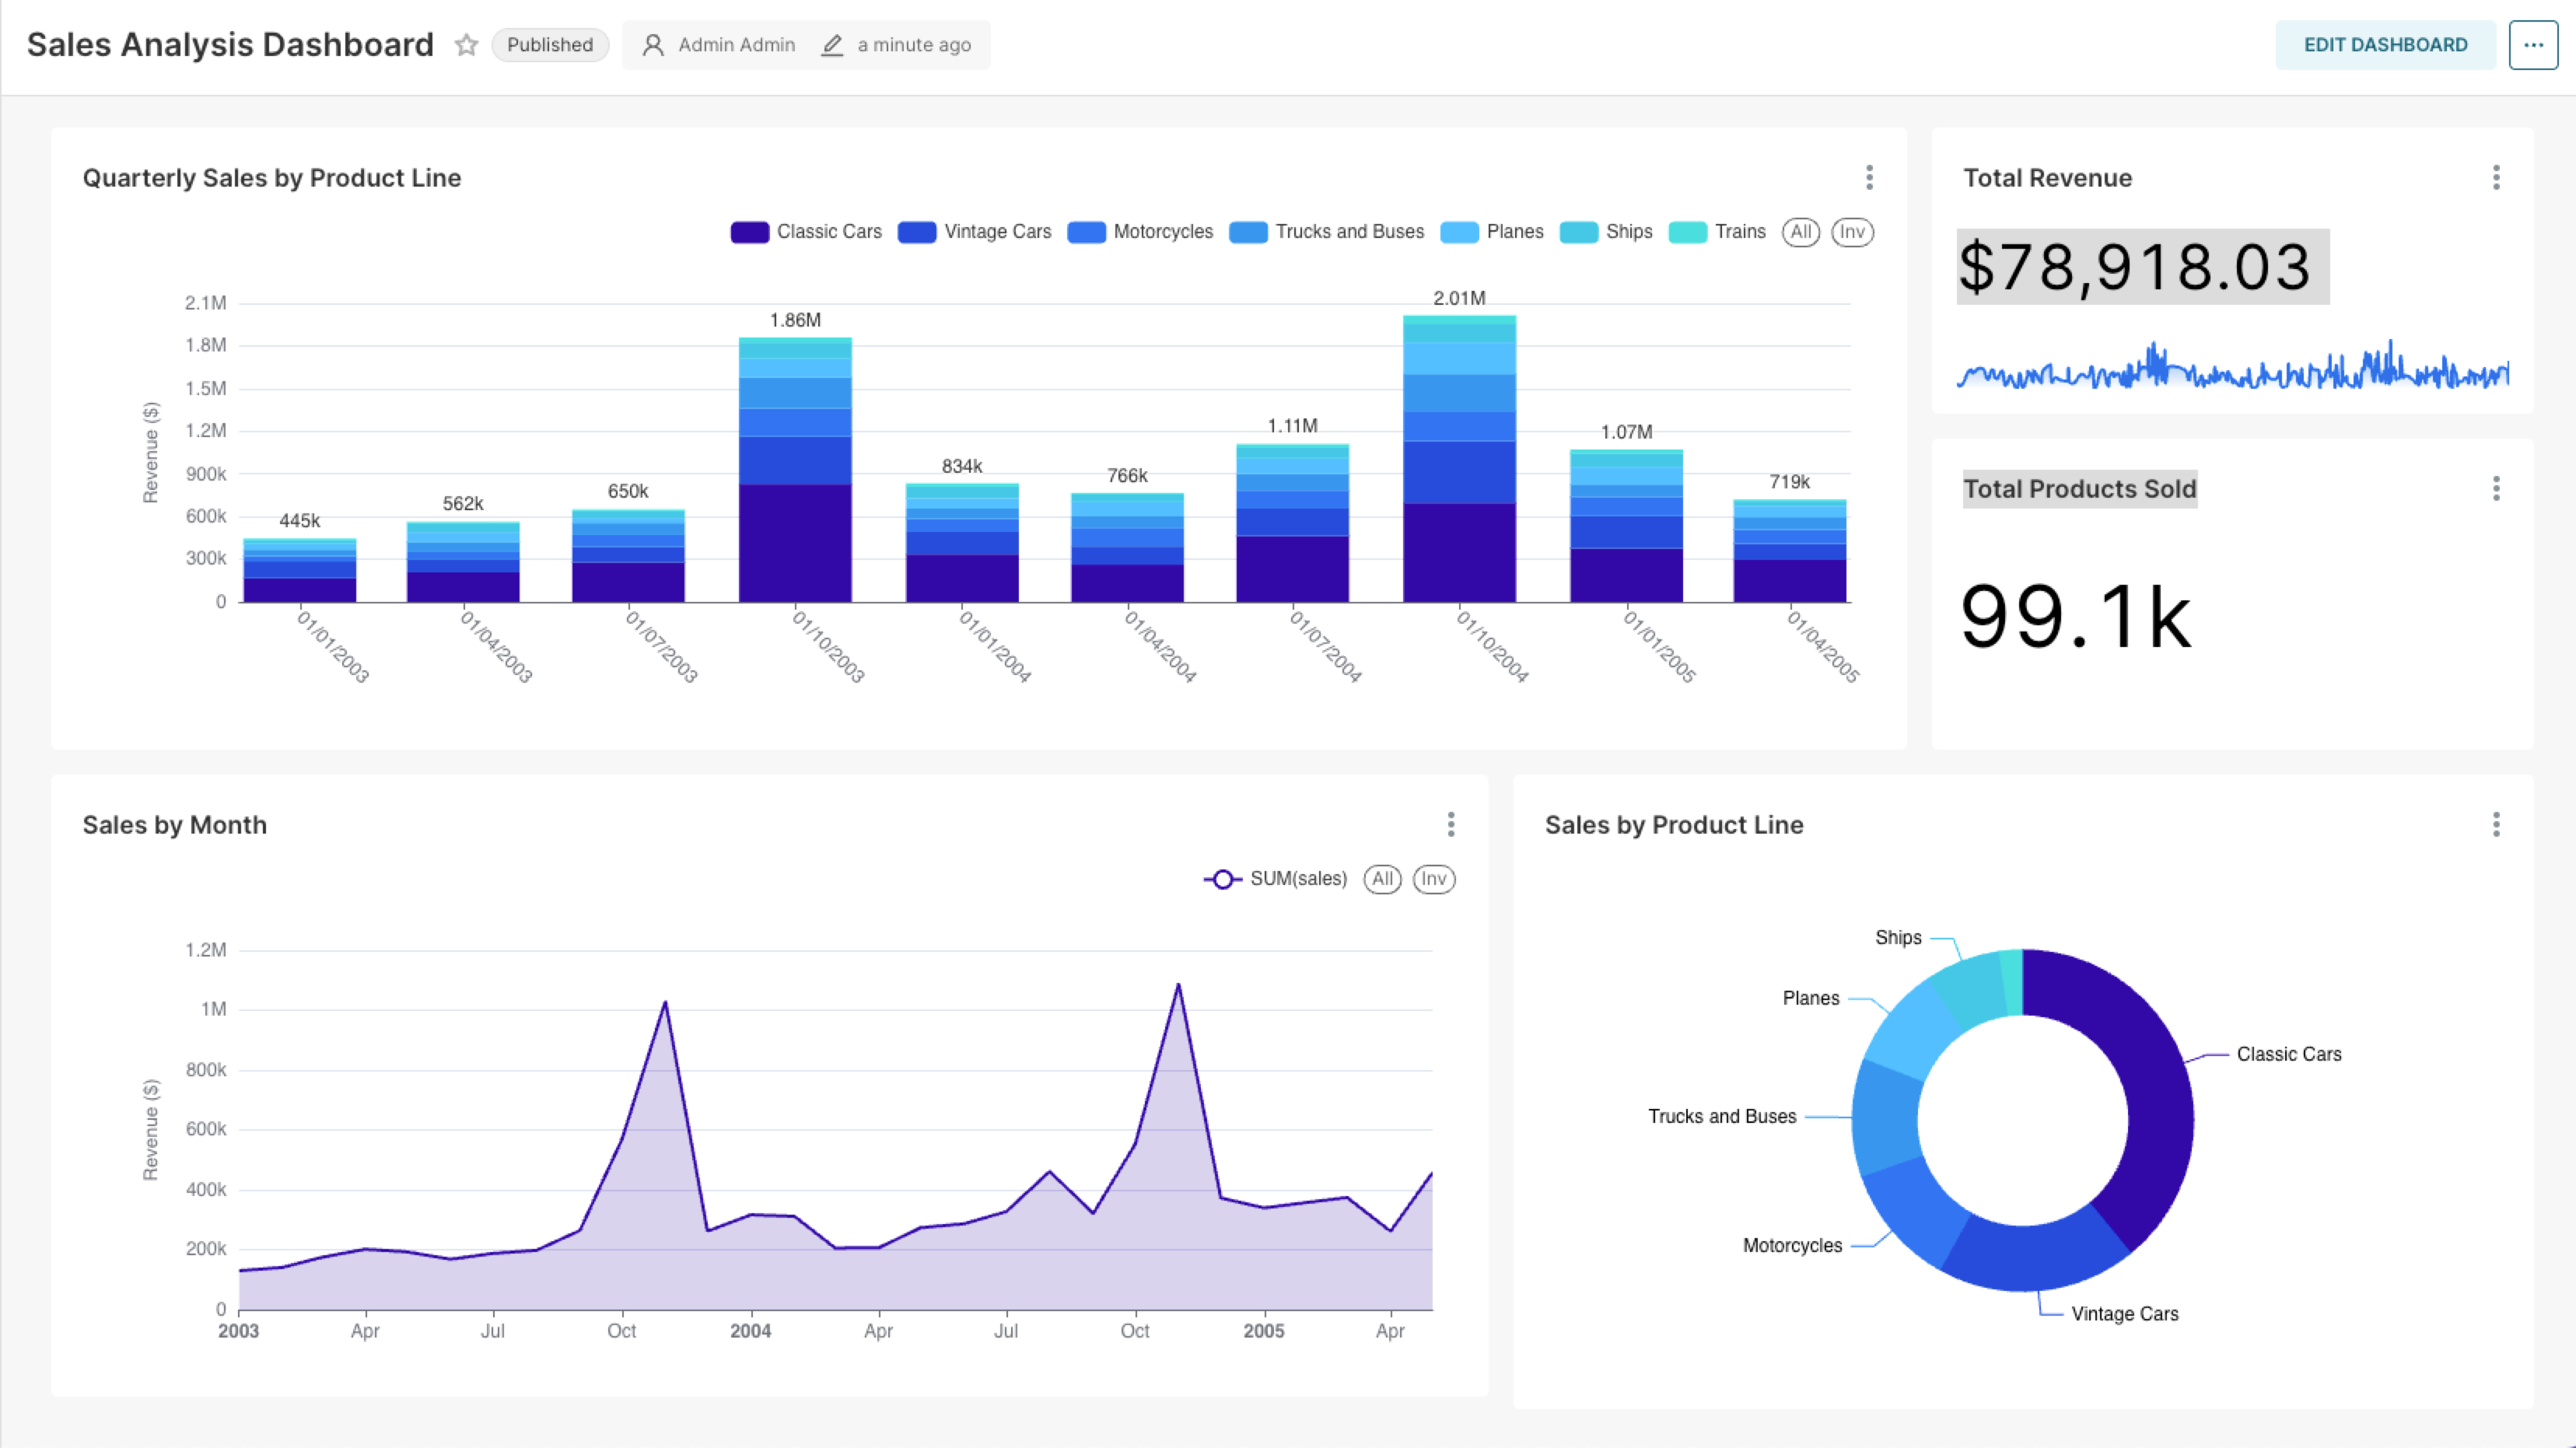 Sales Analysis Dashboard Published Admin Admin a minute ago EDIT DASHBOARD ...
Quarterly Sales by Product Line
Classic Cars Vintage Cars Motorcycles Trucks and Buses Planes Ships Trains All Inv
Revenue ($)
2.1M
1.8M
1.5M
1.2M
900k
600k
300k
0
445k
562k
650k
1.86M
834k
766k
1.11M
2.01M
1.07M
719k
01/01/2003
01/04/2003
01/07/2003
01/10/2003
01/01/2004
01/04/2004
01/07/2004
01/10/2004
01/01/2005
01/04/2005
Total Revenue
$78,918.03
Total Products Sold
99.1k
Sales by Month
SUM(sales) All Inv
Revenue ($)
1.2M
1M
800k
600k
400k
200k
0
2003 Apr Jul Oct 2004 Apr Jul Oct 2005 Apr
Sales by Product Line
Ships
Planes
Classic Cars
Trucks and Buses
Motorcycles
Vintage Cars